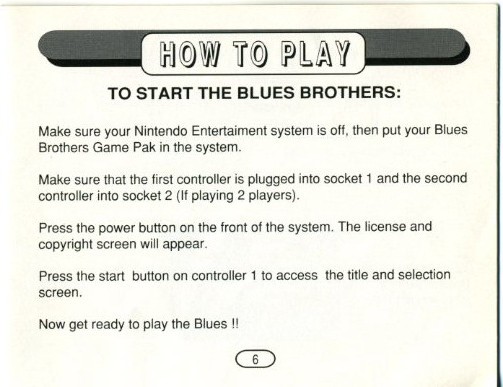 HOW TO PLAY
TO START THE BLUES BROTHERS:
Make sure your Nintendo Entertaiment system is off, then put your Blues
Brothers Game Pak in the system.
Make sure that the first controller is plugged into socket 1 and the second
controller into socket 2 (If playing 2 players).
Press the power button on the front of the system. The license and
copyright screen will appear.
Press the start button on controller 1 to access the title and selection
screen.
Now get ready to play the Blues !!
6